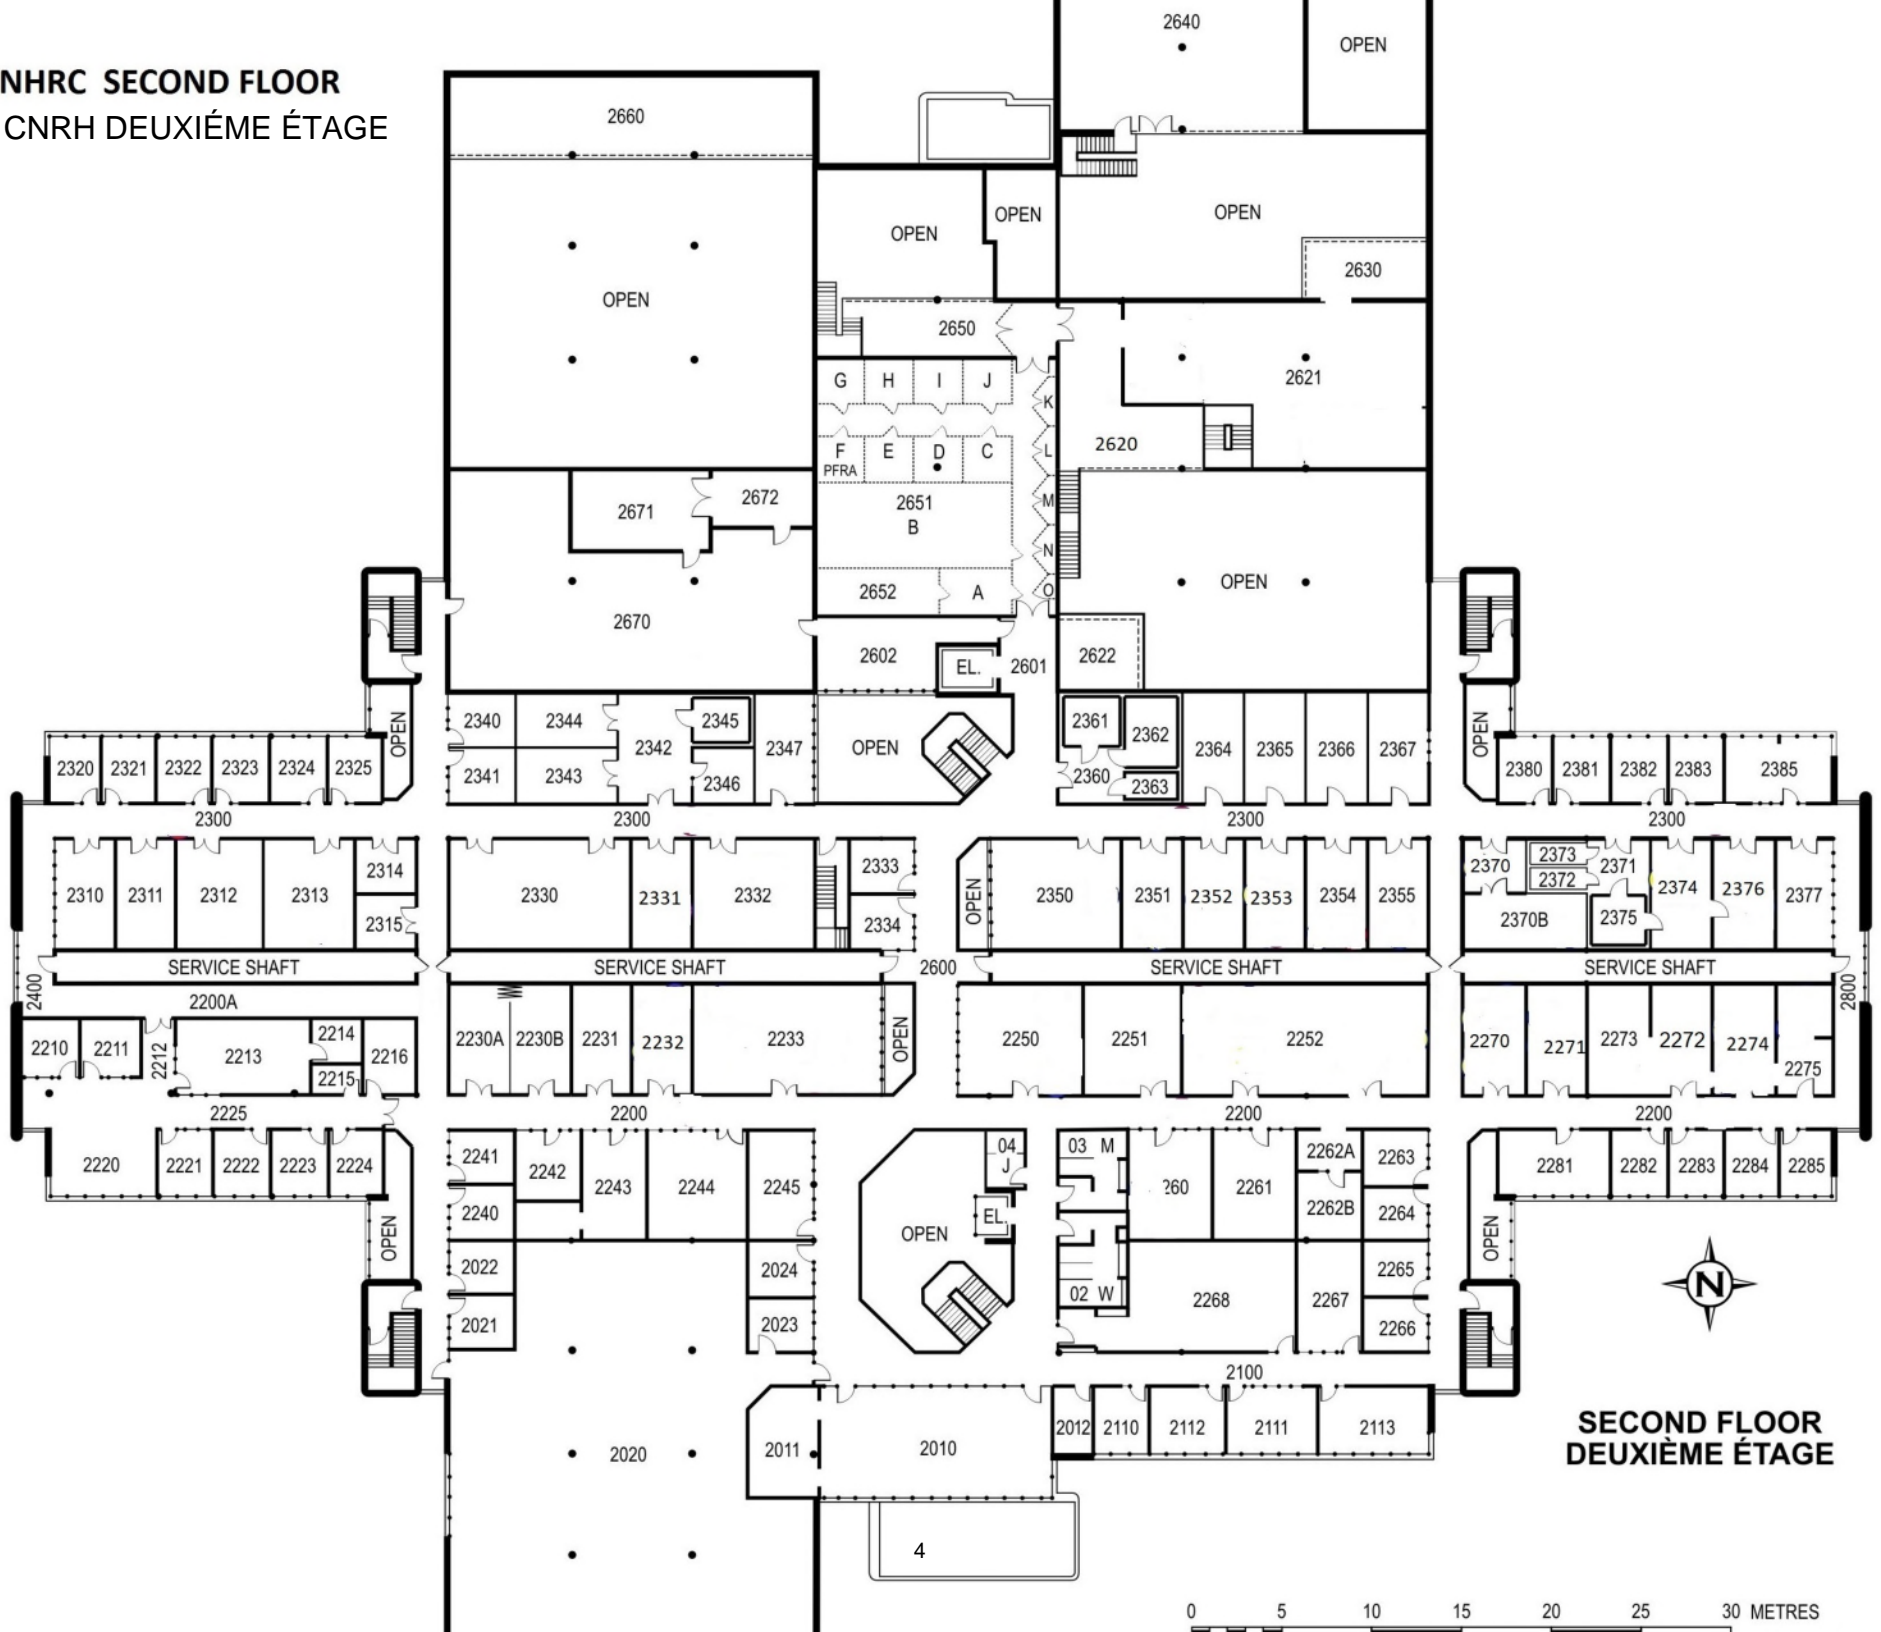 NHRC SECOND FLOOR
CNRH DEUXIÉME ÉTAGE
2640
OPEN
2660
OPEN
OPEN
OPEN
2630
OPEN
2650
2621
G H I J
K
2620
F E D C
PFRA
L
2671 2672
2651
B
M
N
2652 A O
OPEN
2670
2602
EL.
2601
2622
2340 2344
2345
2342
2347
OPEN
2361
2362
2364 2365 2366 2367
OPEN
OPEN
2320 2321 2322 2323 2324 2325
2341 2343
2346
2360
2363
2380 2381 2382 2383 2385
2300 2300 2300 2300
2310 2311 2312 2313
2314
2315
2330 2331 2332
2333
2334
OPEN
2350 2351 2352 2353 2354 2355
2370
2373
2372
2371
2370B
2375
2374 2376 2377
SERVICE SHAFT SERVICE SHAFT 2600 SERVICE SHAFT SERVICE SHAFT
2400
2200A
2800
2210 2211
2212
2213
2214
2215
2216
2230A 2230B 2231 2232 2233
OPEN
2250 2251 2252
2270 2271 2273 2272 2274 2275
2225 2200 2200 2200
2220 2221 2222 2223 2224
2241
2240
2242 2243 2244 2245
04
J
03 M
260 2261
2262A
2262B
2263
2264
2281 2282 2283 2284 2285
OPEN
2022
2021
2024
2023
OPEN
EL.
02 W
2268 2267
2265
2266
OPEN
N
2100
2020
2011
2010
2012 2110 2112 2111 2113
SECOND FLOOR
DEUXIÈME ÉTAGE
4
0 5 10 15 20 25 30 METRES